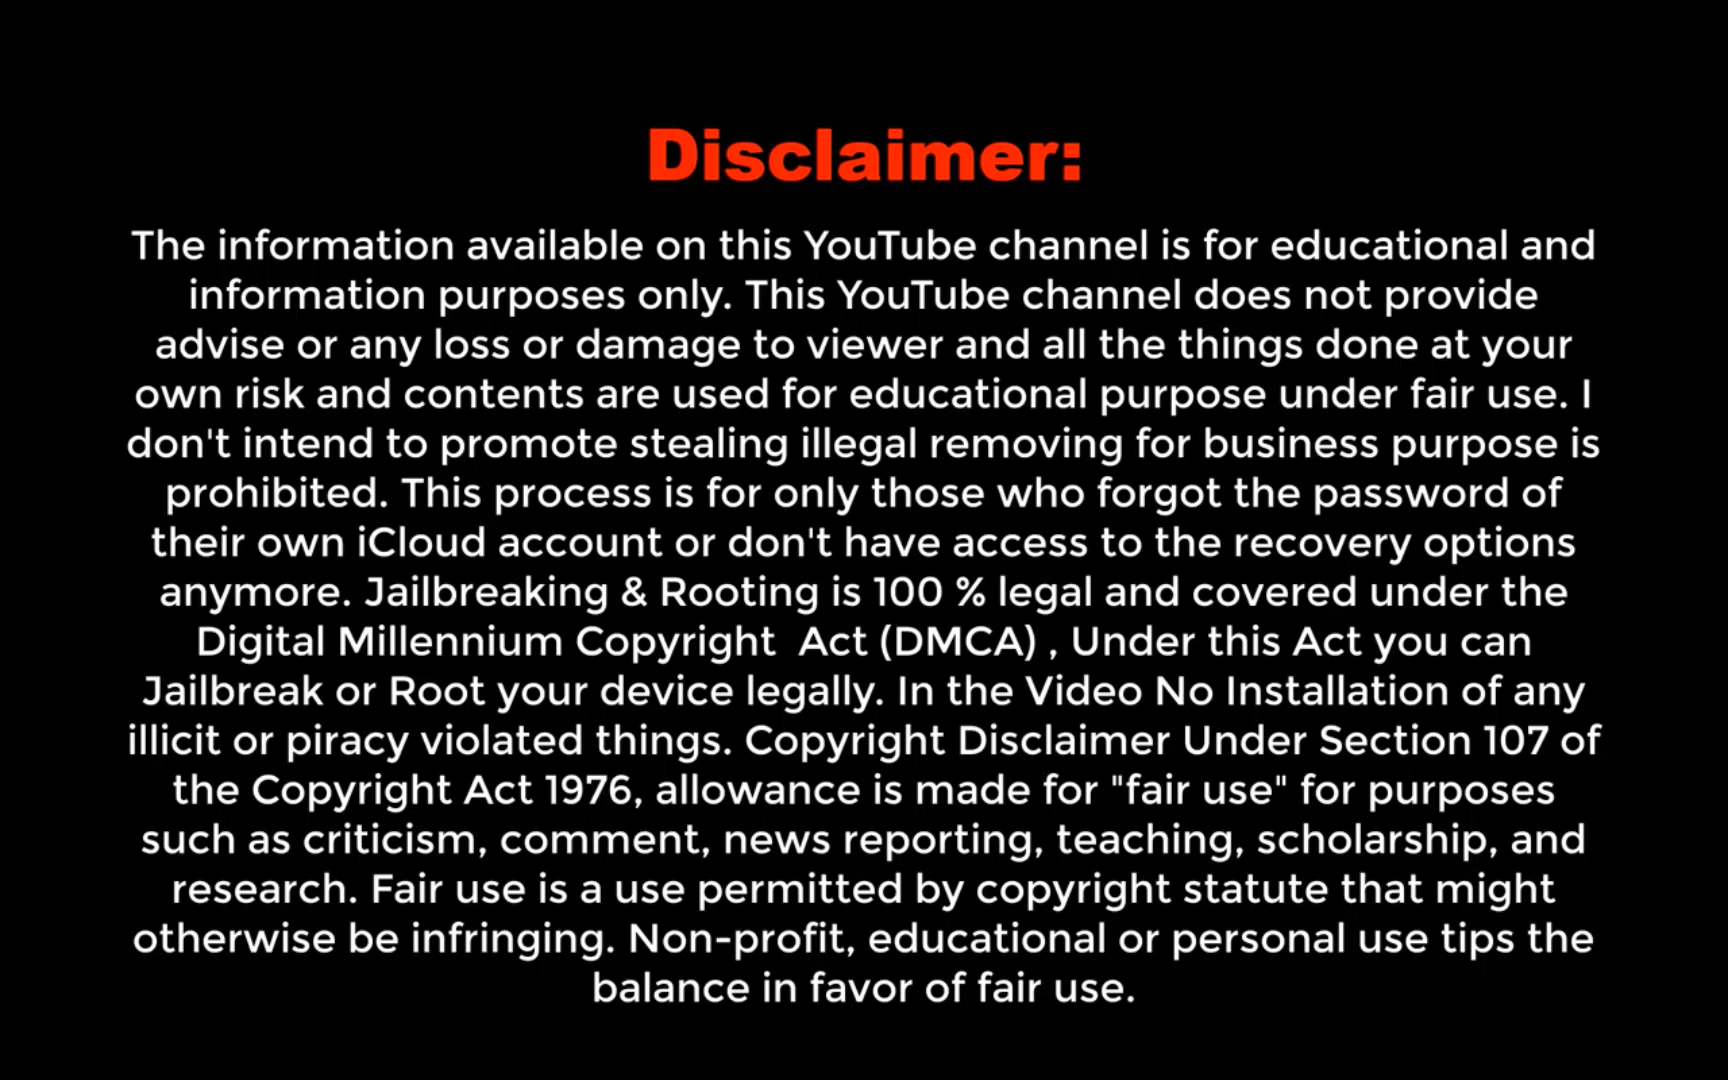 Disclaimer:
The information available on this YouTube channel is for educational and
information purposes only. This YouTube channel does not provide
advise or any loss or damage to viewer and all the things done at your
own risk and contents are used for educational purpose under fair use. I
don't intend to promote stealing illegal removing for business purpose is
prohibited. This process is for only those who forgot the password of
their own iCloud account or don't have access to the recovery options
anymore. Jailbreaking & Rooting is 100 % legal and covered under the
Digital Millennium Copyright  Act (DMCA) , Under this Act you can
Jailbreak or Root your device legally. In the Video No Installation of any
illicit or piracy violated things. Copyright Disclaimer Under Section 107 of
the Copyright Act 1976, allowance is made for "fair use" for purposes
such as criticism, comment, news reporting, teaching, scholarship, and
research. Fair use is a use permitted by copyright statute that might
otherwise be infringing. Non-profit, educational or personal use tips the
balance in favor of fair use.